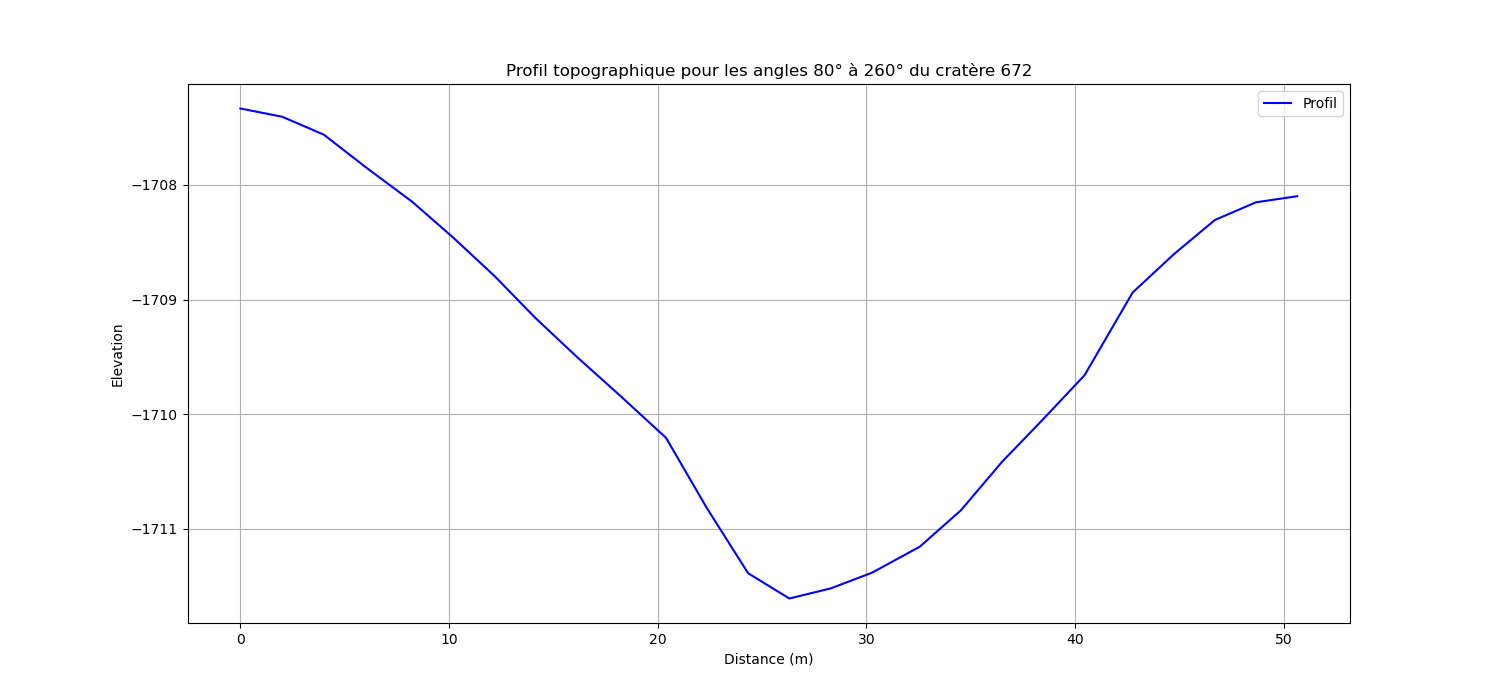 Profil topographique pour les angles 80° à 260° du cratère 672
Profil
−1708
−1709
−1710
−1711
Elevation
0 10 20 30 40 50
Distance (m)